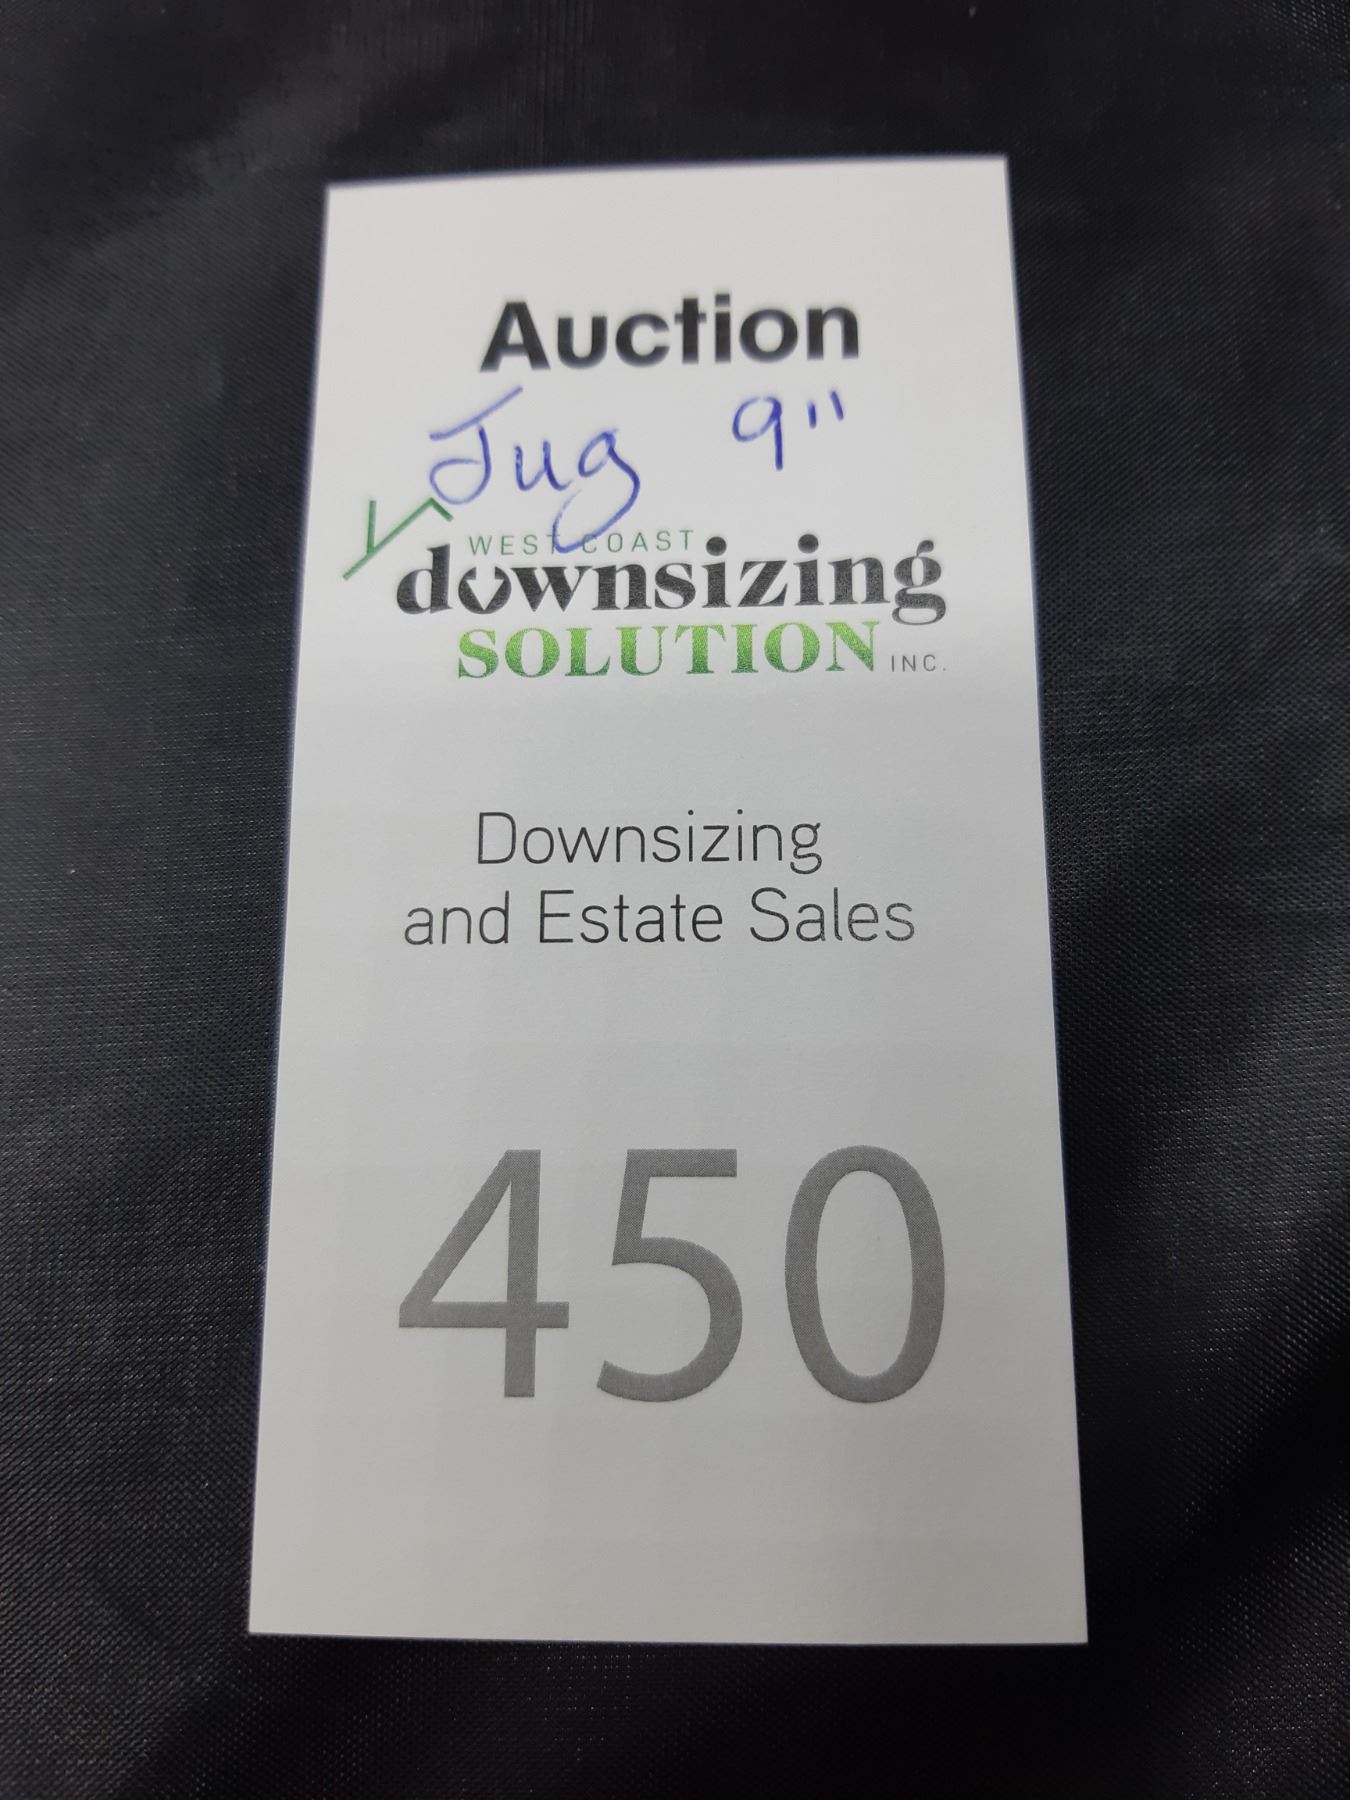 Auction
Jug 9"
WEST COAST
downsizing
SOLUTION INC.
Downsizing
and Estate Sales
450